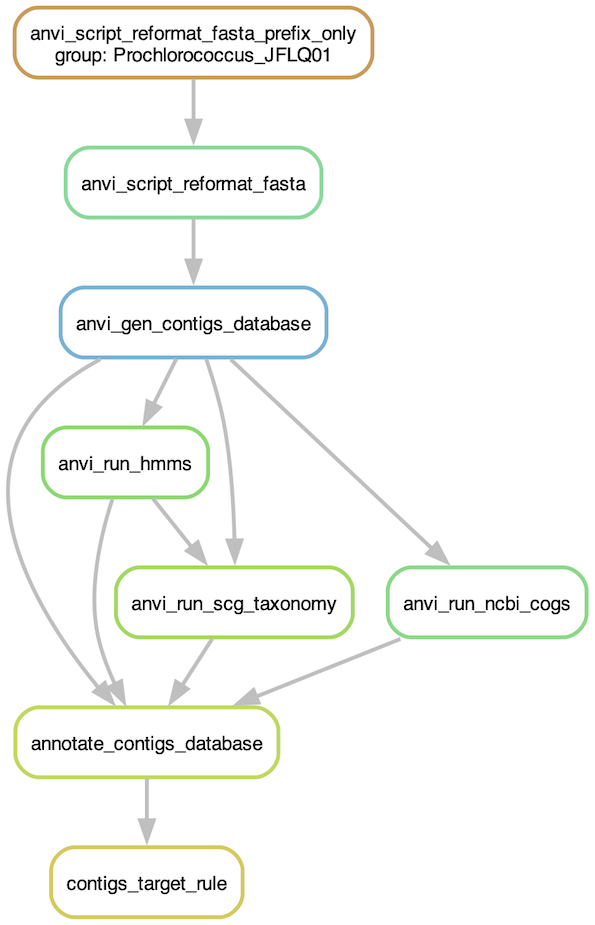 anvi_script_reformat_fasta_prefix_only
group: Prochlorococcus_JFLQ01
anvi_script_reformat_fasta
anvi_gen_contigs_database
anvi_run_hmms
anvi_run_scg_taxonomy
anvi_run_ncbi_cogs
annotate_contigs_database
contigs_target_rule